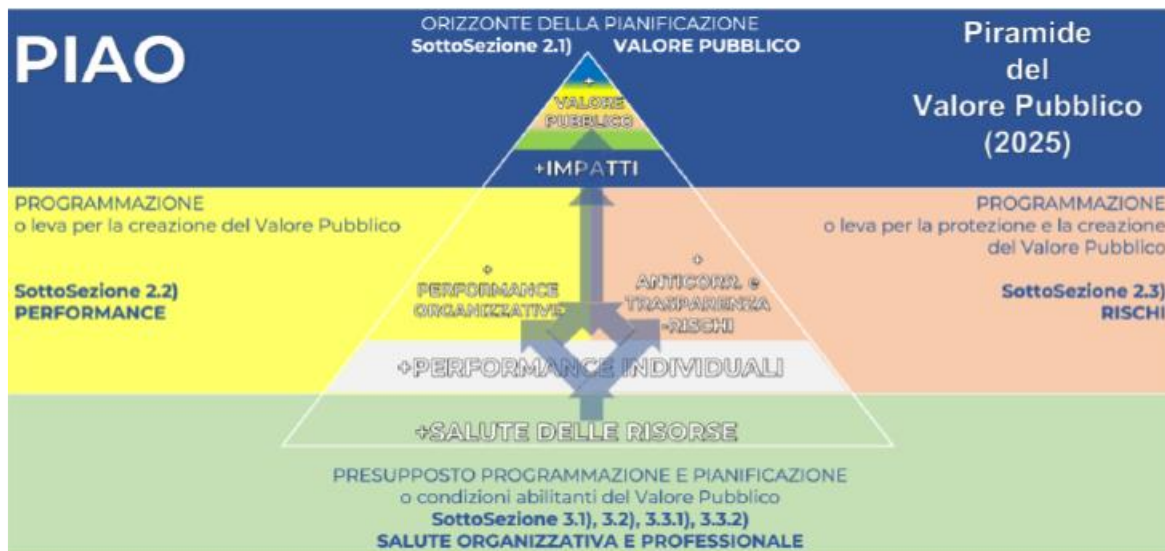 PIAO
ORIZZONTE DELLA PIANIFICAZIONE
SottoSezione 2.1) VALORE PUBBLICO
Piramide
del
Valore Pubblico
(2025)
+
VALORE
PUBBLICO
+IMPATTI
PROGRAMMAZIONE
o leva per la creazione del Valore Pubblico
SottoSezione 2.2)
PERFORMANCE
+
PERFORMANCE
ORGANIZZATIVE
+
ANTICORR. e
TRASPARENZA
-RISCHI
PROGRAMMAZIONE
o leva per la protezione e la creazione
del Valore Pubblico
SottoSezione 2.3)
RISCHI
+PERFORMANCE INDIVIDUALI
+SALUTE DELLE RISORSE
PRESUPPOSTO PROGRAMMAZIONE E PIANIFICAZIONE
o condizioni abilitanti del Valore Pubblico
SottoSezione 3.1), 3.2), 3.3.1), 3.3.2)
SALUTE ORGANIZZATIVA E PROFESSIONALE